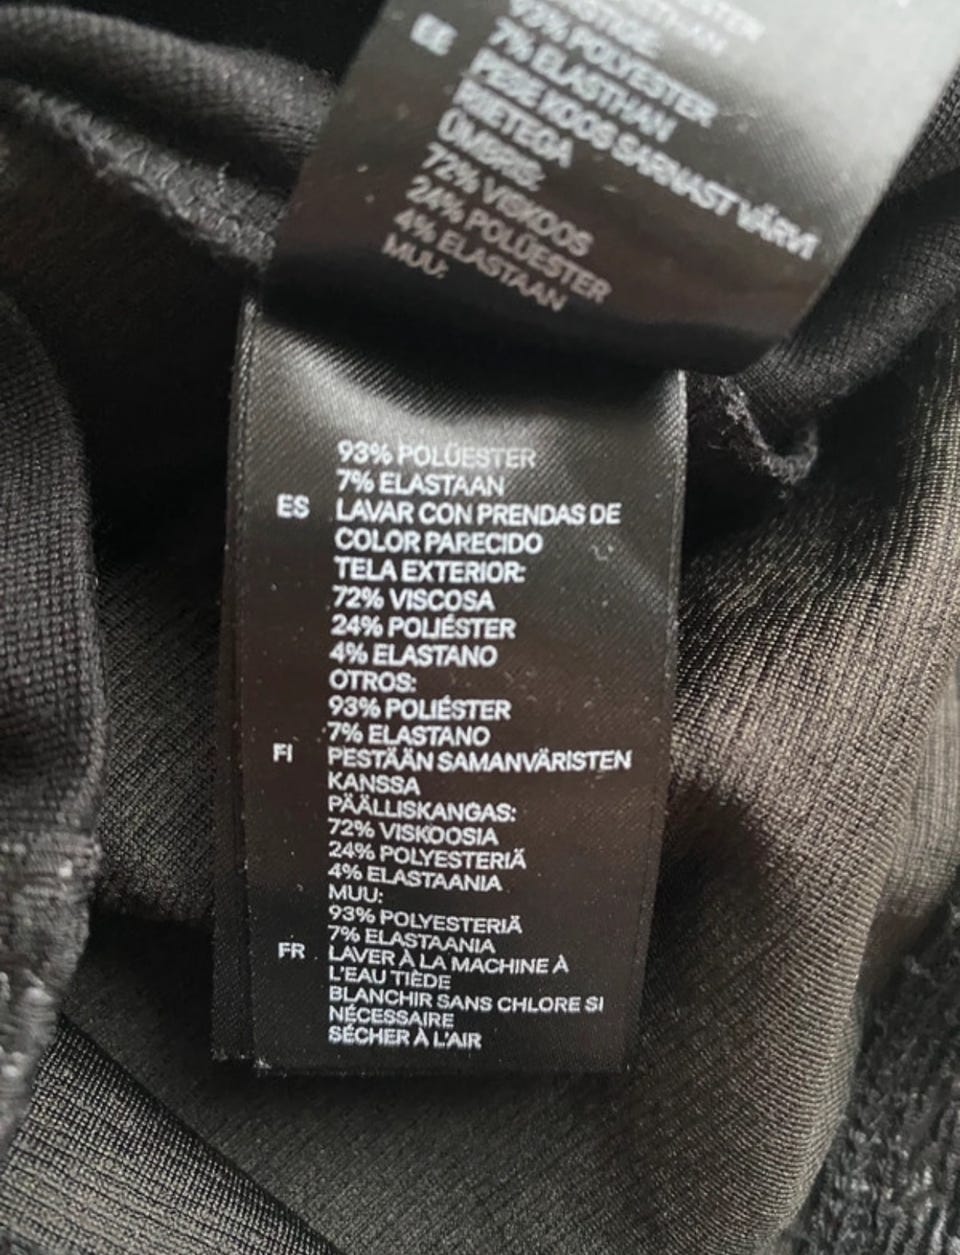 97% POLYESTER
7% ELASTHAN
EE PESE KOOS SARNAST VÄRVI
RIIETEGA
ÜMBRIS:
72% VISKOOS
24% POLÜESTER
4% ELASTAAN
MUU:
93% POLÜESTER
7% ELASTAAN
ES LAVAR CON PRENDAS DE
COLOR PARECIDO
TELA EXTERIOR:
72% VISCOSA
24% POLIÉSTER
4% ELASTANO
OTROS:
93% POLIÉSTER
7% ELASTANO
FI PESTÄÄN SAMANVÄRISTEN
KANSSA
PÄÄLLISKANGAS:
72% VISKOOSIA
24% POLYESTERIÄ
4% ELASTAANIA
MUU:
93% POLYESTERIÄ
7% ELASTAANIA
FR LAVER À LA MACHINE À
L'EAU TIÈDE
BLANCHIR SANS CHLORE SI
NÉCESSAIRE
SÉCHER À L'AIR